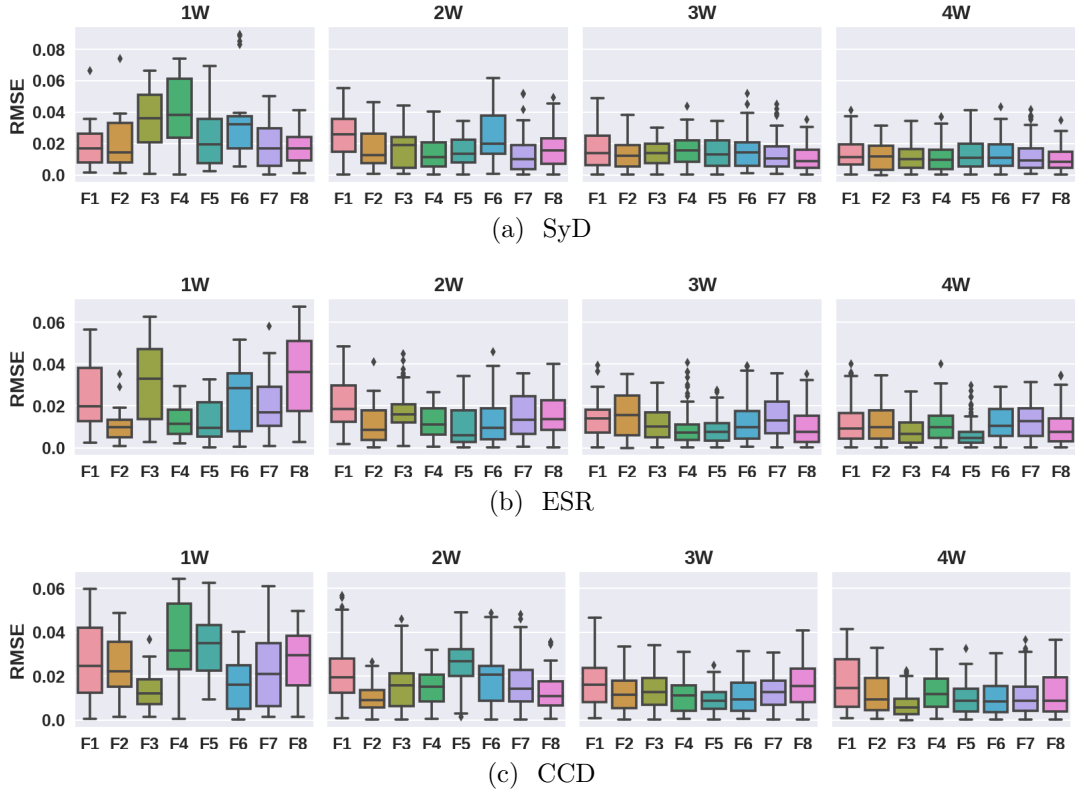 1W 2W 3W 4W
RMSE
0.08
0.06
0.04
0.02
0.0
F1 F2 F3 F4 F5 F6 F7 F8 F1 F2 F3 F4 F5 F6 F7 F8 F1 F2 F3 F4 F5 F6 F7 F8 F1 F2 F3 F4 F5 F6 F7 F8
(a) SyD
1W 2W 3W 4W
RMSE
0.06
0.04
0.02
0.0
F1 F2 F3 F4 F5 F6 F7 F8 F1 F2 F3 F4 F5 F6 F7 F8 F1 F2 F3 F4 F5 F6 F7 F8 F1 F2 F3 F4 F5 F6 F7 F8
(b) ESR
1W 2W 3W 4W
RMSE
0.06
0.04
0.02
0.0
F1 F2 F3 F4 F5 F6 F7 F8 F1 F2 F3 F4 F5 F6 F7 F8 F1 F2 F3 F4 F5 F6 F7 F8 F1 F2 F3 F4 F5 F6 F7 F8
(c) CCD